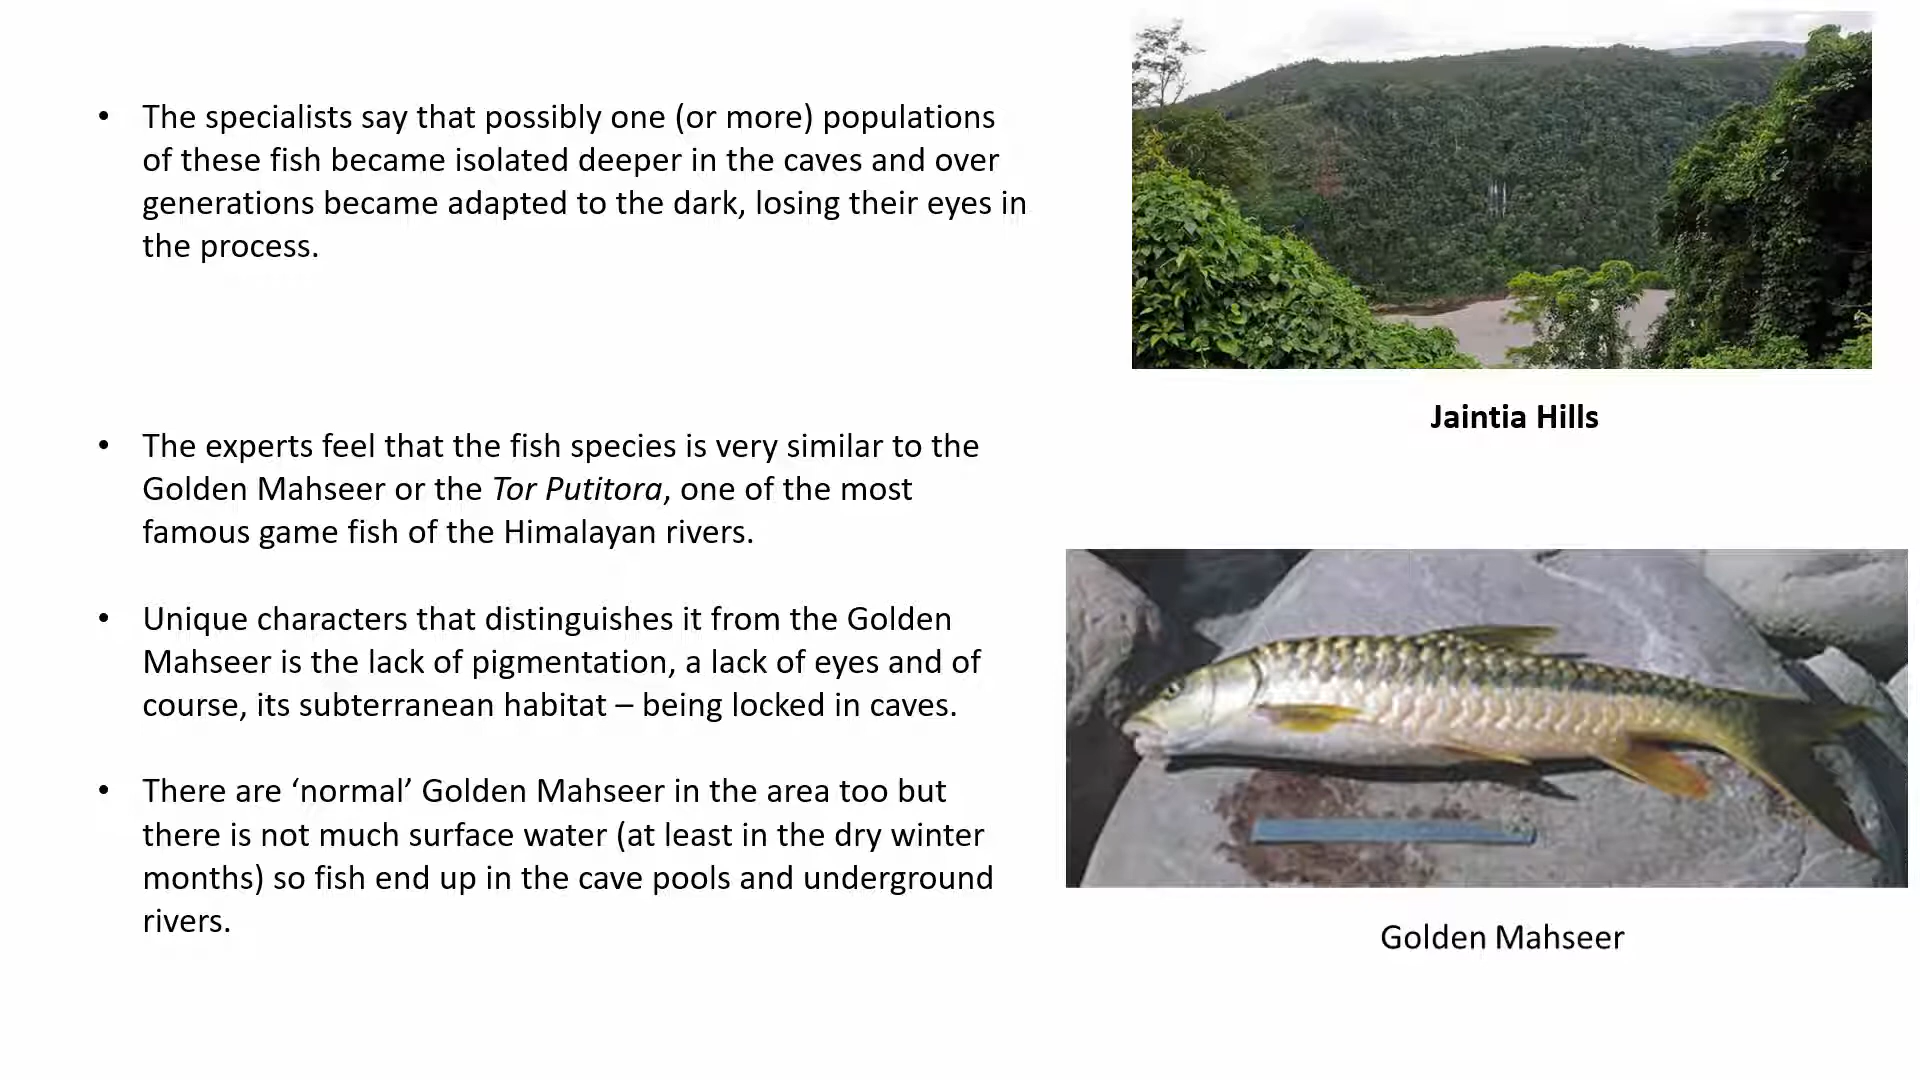 • The specialists say that possibly one (or more) populations
of these fish became isolated deeper in the caves and over
generations became adapted to the dark, losing their eyes in
the process.
• The experts feel that the fish species is very similar to the
Golden Mahseer or the Tor Putitora, one of the most
famous game fish of the Himalayan rivers.
• Unique characters that distinguishes it from the Golden
Mahseer is the lack of pigmentation, a lack of eyes and of
course, its subterranean habitat – being locked in caves.
• There are ‘normal’ Golden Mahseer in the area too but
there is not much surface water (at least in the dry winter
months) so fish end up in the cave pools and underground
rivers.
Jaintia Hills
Golden Mahseer